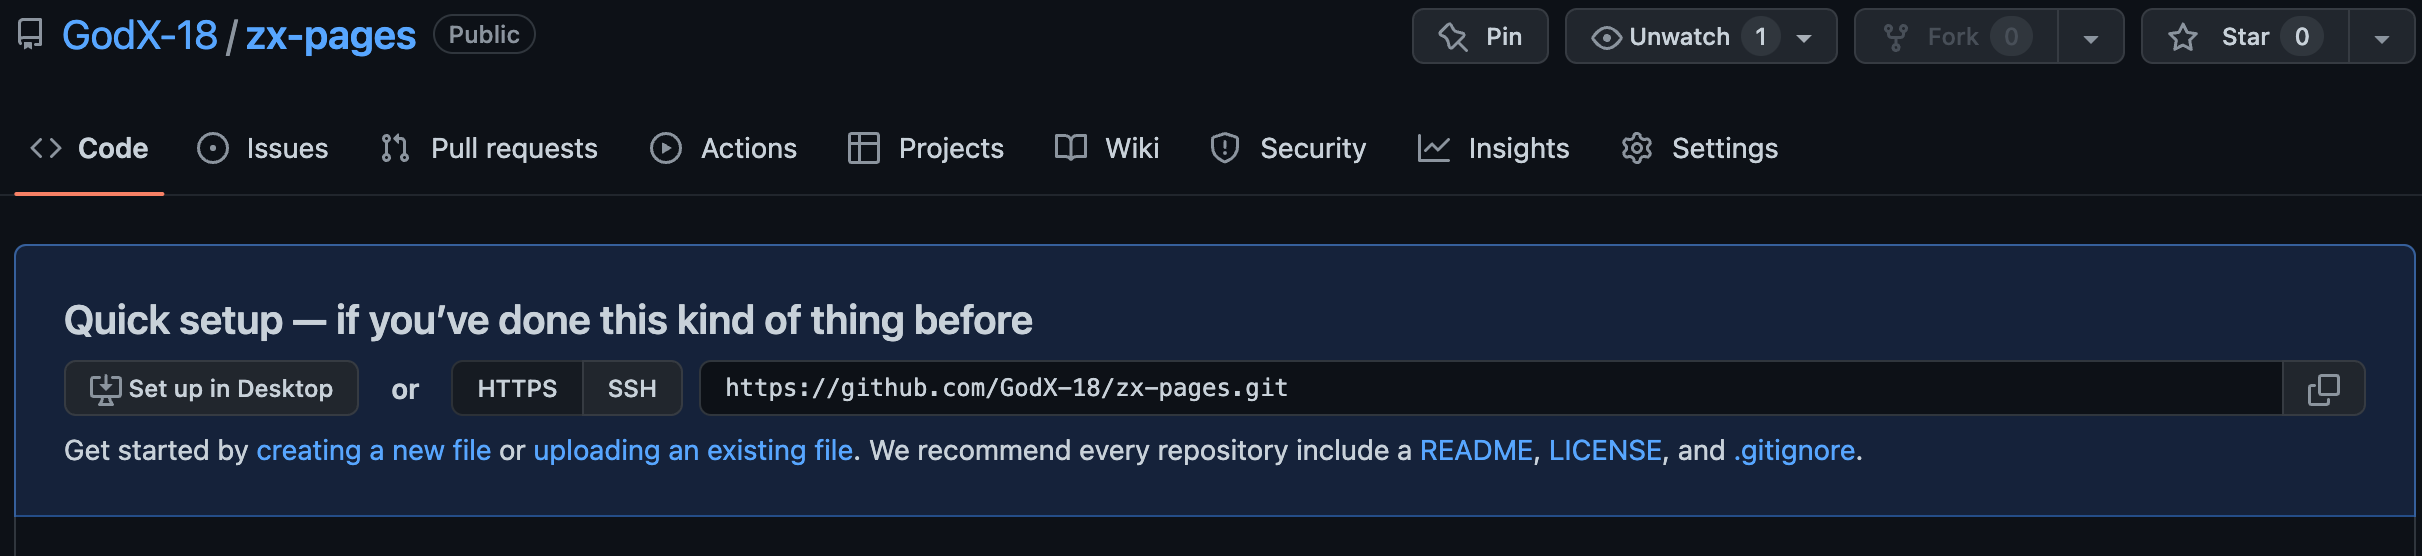 GodX-18 / zx-pages Public Pin Unwatch 1 Fork 0 Star 0
Code Issues Pull requests Actions Projects Wiki Security Insights Settings
Quick setup — if you’ve done this kind of thing before
Set up in Desktop or HTTPS SSH https://github.com/GodX-18/zx-pages.git
Get started by creating a new file or uploading an existing file. We recommend every repository include a README, LICENSE, and .gitignore.